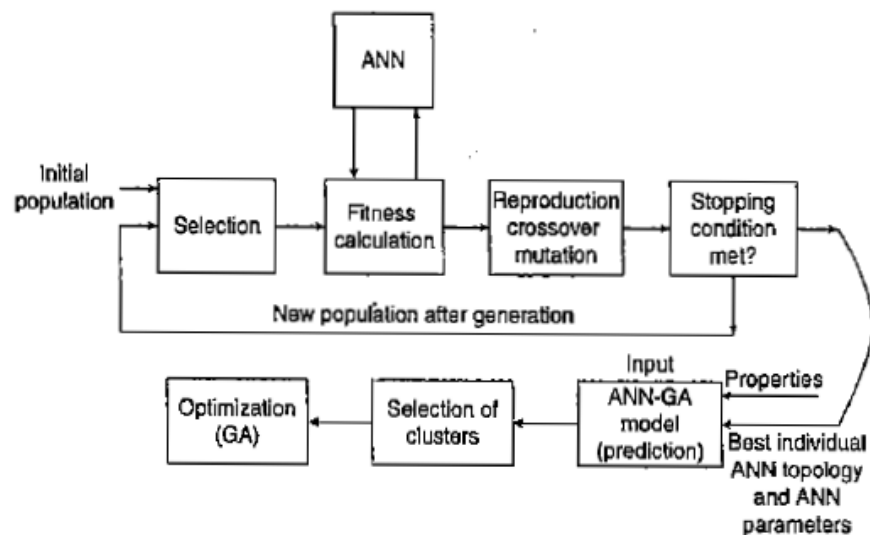 ANN
Initial
population
Selection
Fitness
calculation
Reproduction
crossover
mutation
Stopping
condition
met?
New population after generation
Input
Properties
Optimization
(GA)
Selection of
clusters
ANN-GA
model
(prediction)
Best individual
ANN topology
and ANN
parameters